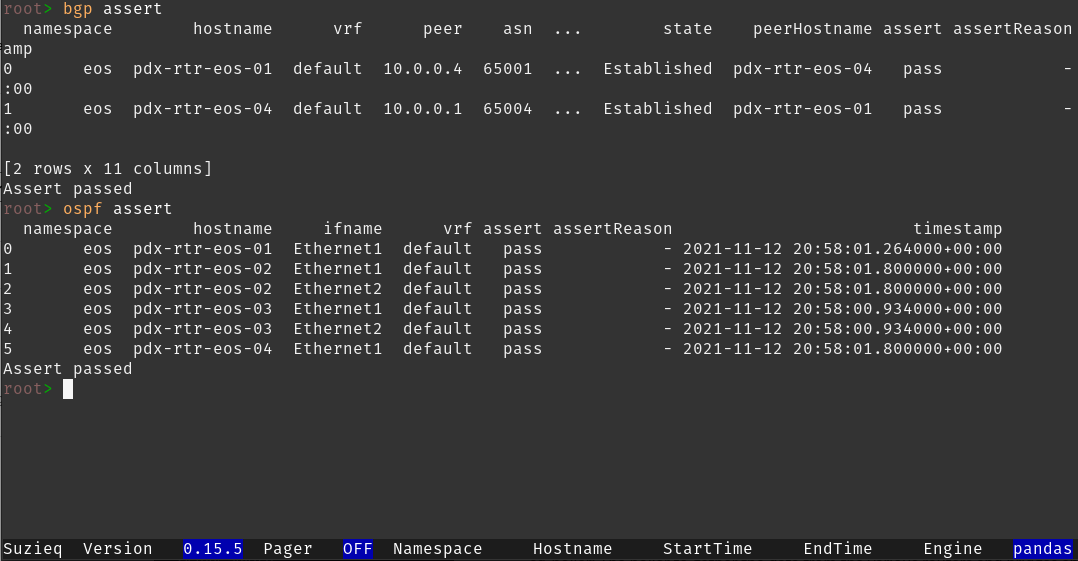 root> bgp assert
  namespace        hostname      vrf      peer    asn  ...        state    peerHostname assert assertReason
amp
0       eos  pdx-rtr-eos-01  default  10.0.0.4  65001  ...  Established  pdx-rtr-eos-04   pass            -
:00
1       eos  pdx-rtr-eos-04  default  10.0.0.1  65004  ...  Established  pdx-rtr-eos-01   pass            -
:00
[2 rows x 11 columns]
Assert passed
root> ospf assert
  namespace        hostname     ifname      vrf assert assertReason                        timestamp
0       eos  pdx-rtr-eos-01  Ethernet1  default   pass            - 2021-11-12 20:58:01.264000+00:00
1       eos  pdx-rtr-eos-02  Ethernet1  default   pass            - 2021-11-12 20:58:01.800000+00:00
2       eos  pdx-rtr-eos-02  Ethernet2  default   pass            - 2021-11-12 20:58:01.800000+00:00
3       eos  pdx-rtr-eos-03  Ethernet1  default   pass            - 2021-11-12 20:58:00.934000+00:00
4       eos  pdx-rtr-eos-03  Ethernet2  default   pass            - 2021-11-12 20:58:00.934000+00:00
5       eos  pdx-rtr-eos-04  Ethernet1  default   pass            - 2021-11-12 20:58:01.800000+00:00
Assert passed
root>
Suzieq  Version   0.15.5  Pager   OFF  Namespace     Hostname     StartTime     EndTime     Engine   pandas